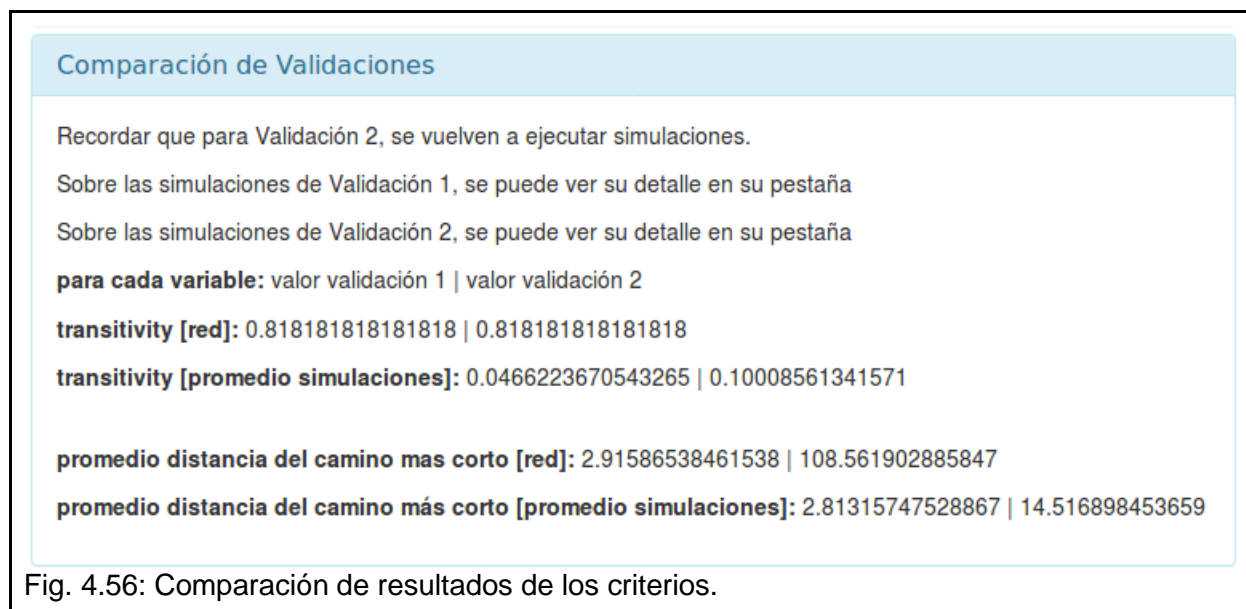 Comparación de Validaciones
Recordar que para Validación 2, se vuelven a ejecutar simulaciones.
Sobre las simulaciones de Validación 1, se puede ver su detalle en su pestaña
Sobre las simulaciones de Validación 2, se puede ver su detalle en su pestaña
para cada variable: valor validación 1 | valor validación 2
transitivity [red]: 0.818181818181818 | 0.818181818181818
transitivity [promedio simulaciones]: 0.0466223670543265 | 0.10008561341571
promedio distancia del camino mas corto [red]: 2.91586538461538 | 108.561902885847
promedio distancia del camino más corto [promedio simulaciones]: 2.81315747528867 | 14.516898453659
Fig. 4.56: Comparación de resultados de los criterios.